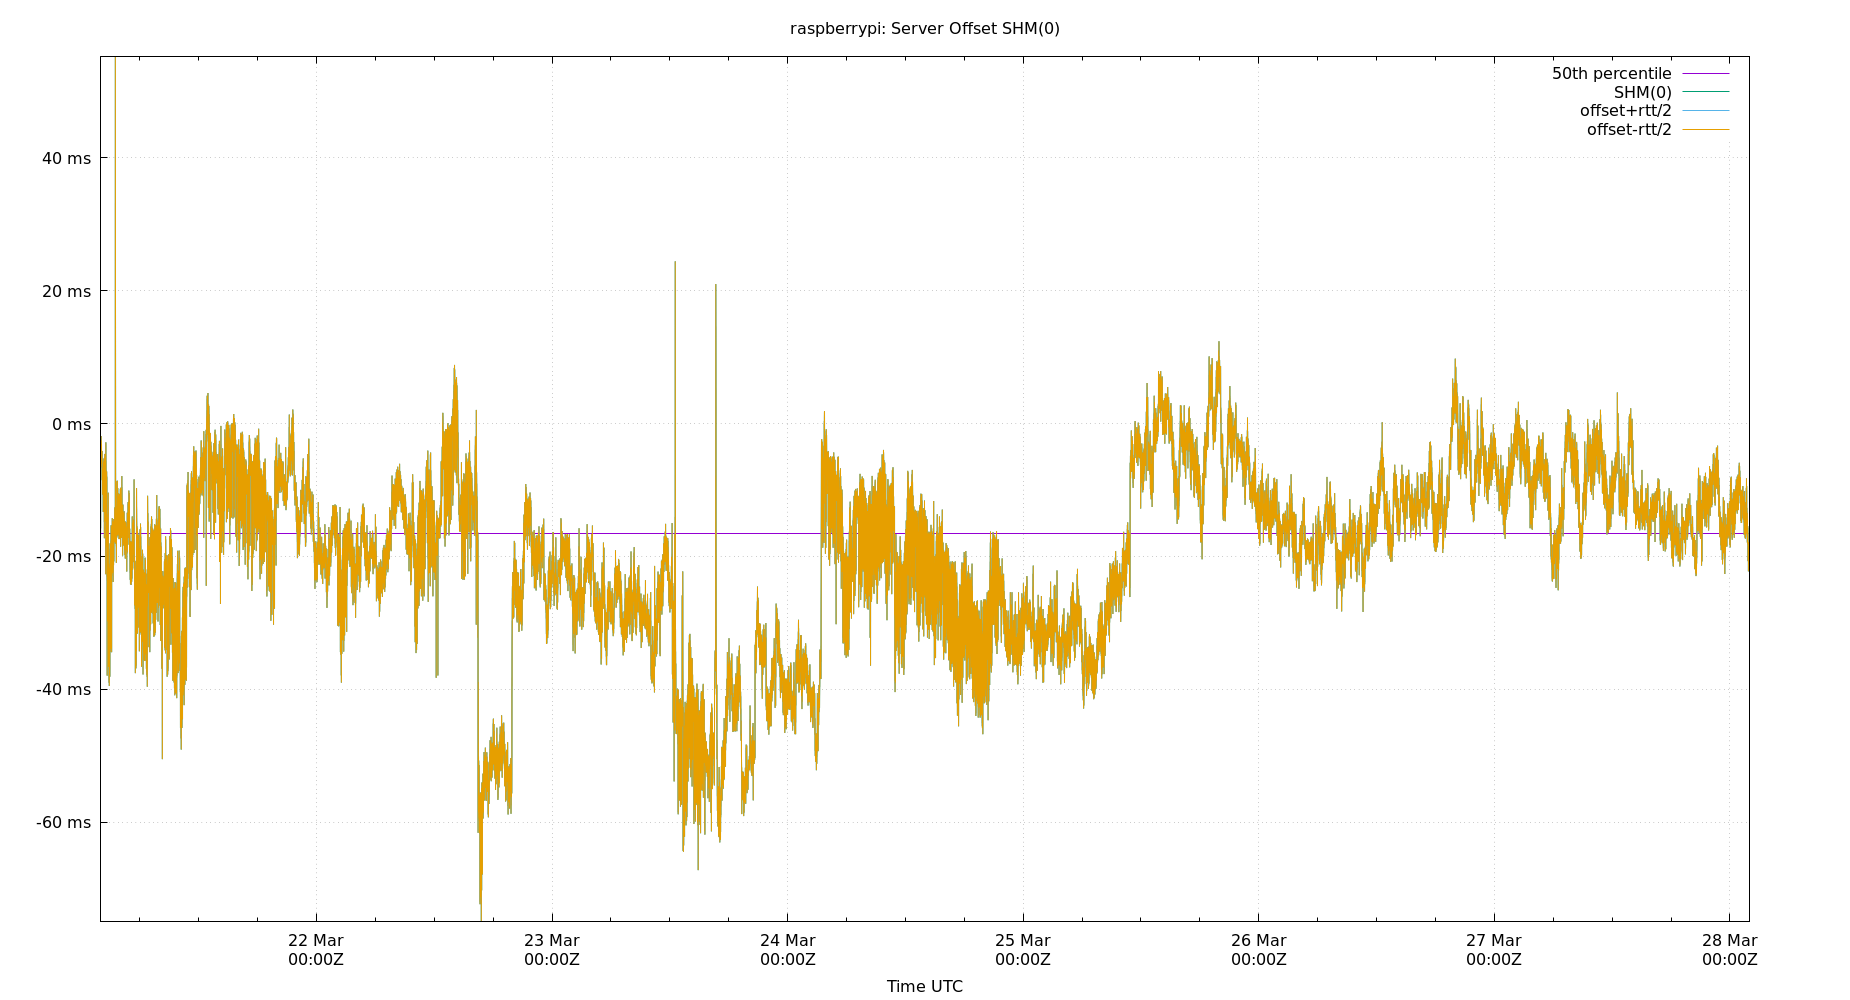 raspberrypi: Server Offset SHM(0)
50th percentile
SHM(0)
offset+rtt/2
offset-rtt/2
40 ms
20 ms
0 ms
-20 ms
-40 ms
-60 ms
22 Mar 23 Mar 24 Mar 25 Mar 26 Mar 27 Mar 28 Mar
00:00Z 00:00Z 00:00Z 00:00Z 00:00Z 00:00Z 00:00Z
Time UTC